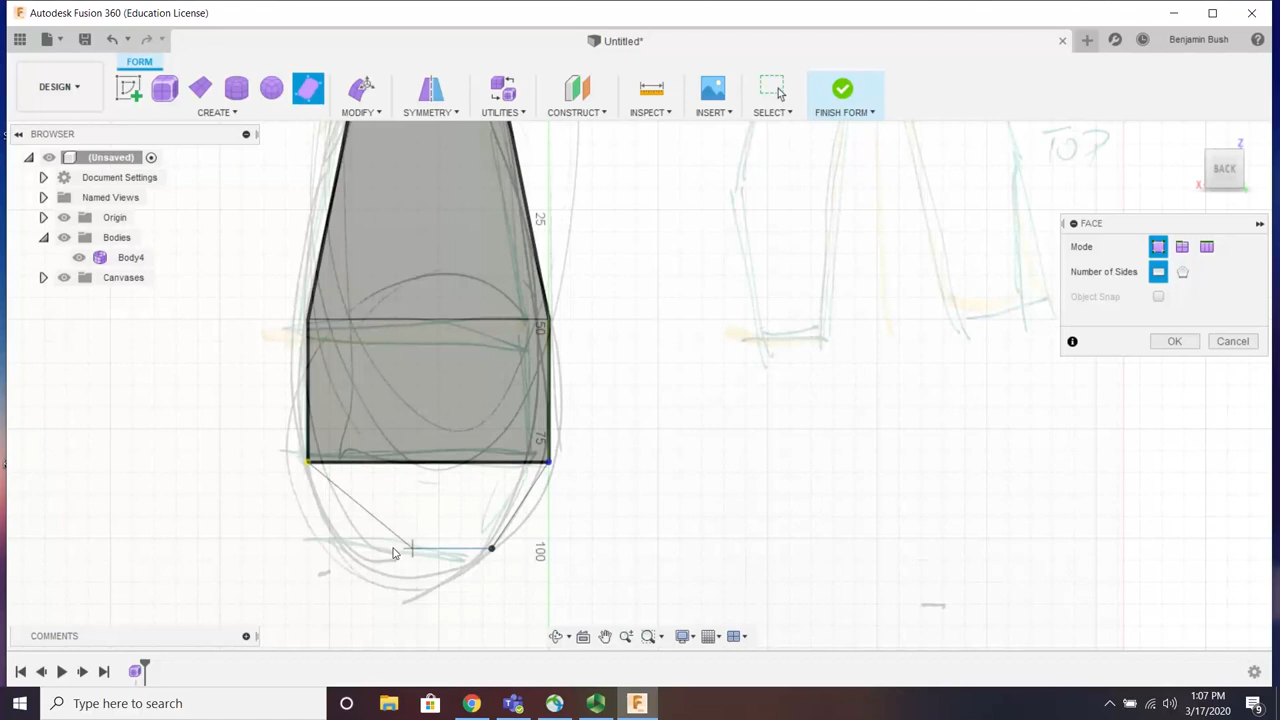 Autodesk Fusion 360 (Education License)
Untitled*
Benjamin Bush
FORM
DESIGN
CREATE
MODIFY
SYMMETRY
UTILITIES
CONSTRUCT
INSPECT
INSERT
SELECT
FINISH FORM
BROWSER
(Unsaved)
Document Settings
Named Views
Origin
Bodies
Body4
Canvases
TOP
Z
BACK
X
25
50
75
100
FACE
Mode
Number of Sides
Object Snap
OK
Cancel
COMMENTS
Type here to search
1:07 PM
3/17/2020
9